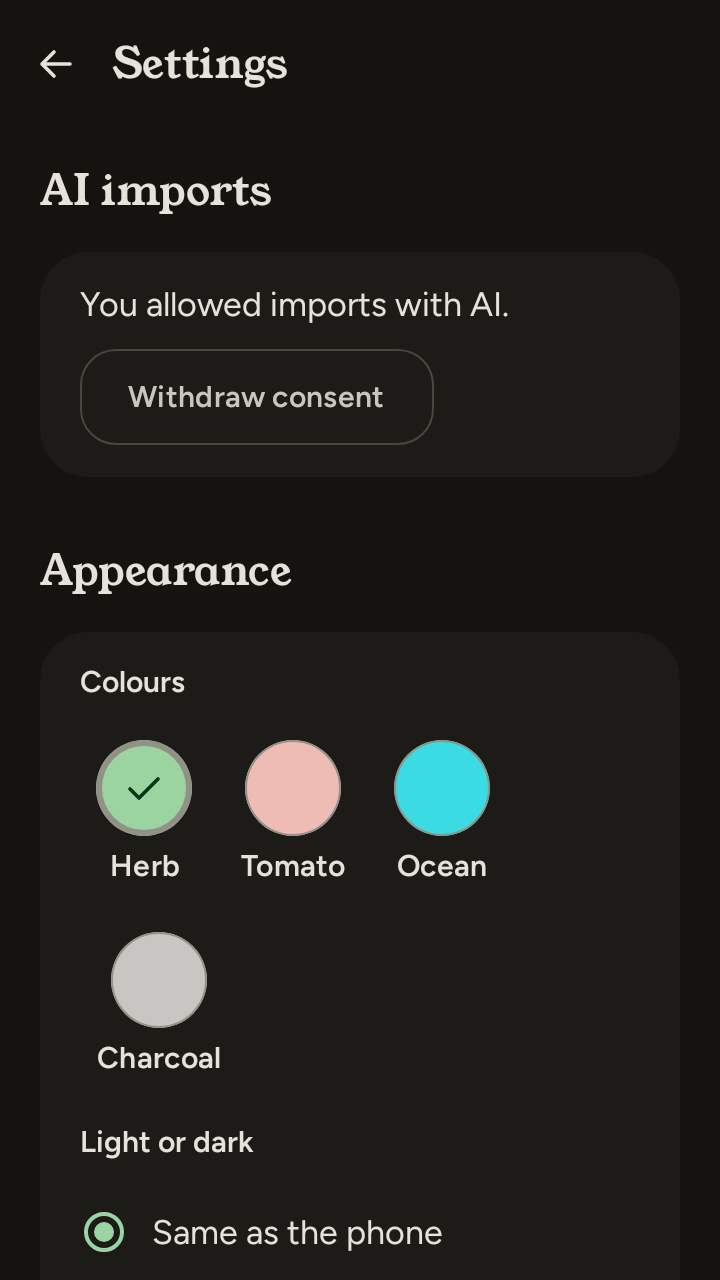 Settings
AI imports
You allowed imports with AI.
Withdraw consent
Appearance
Colours
Herb Tomato Ocean
Charcoal
Light or dark
Same as the phone